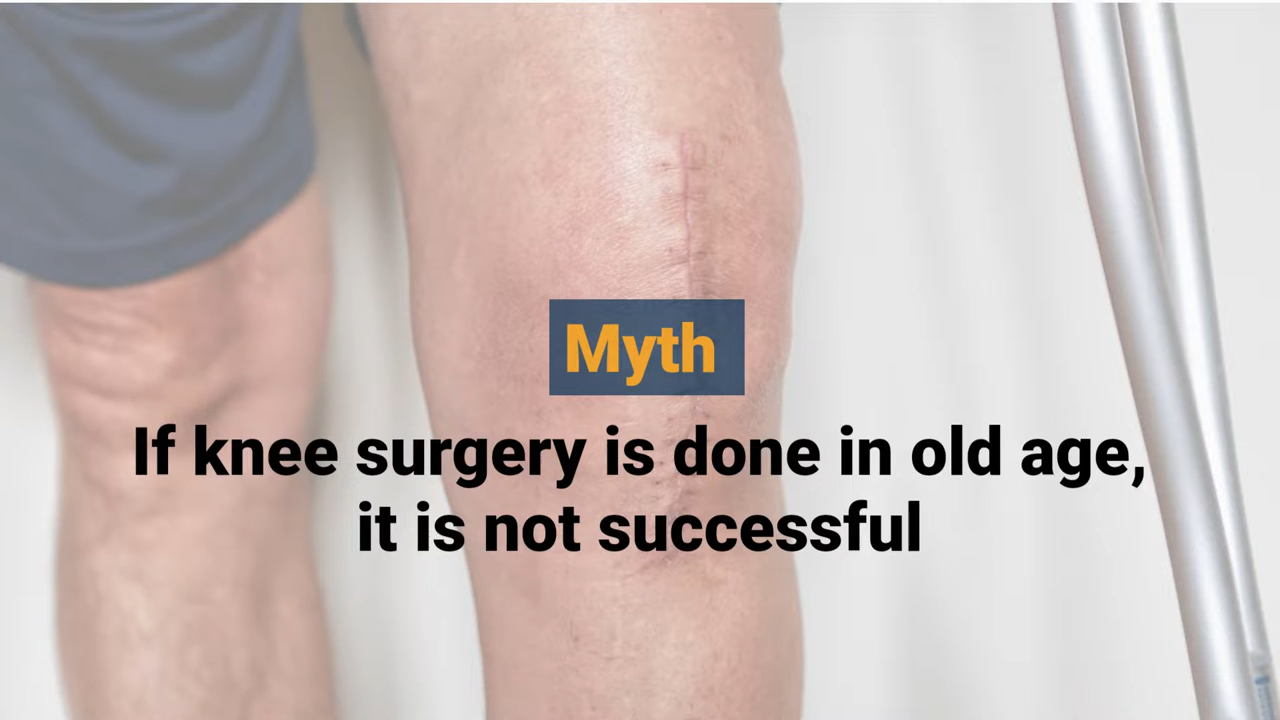 Myth
If knee surgery is done in old age,
it is not successful